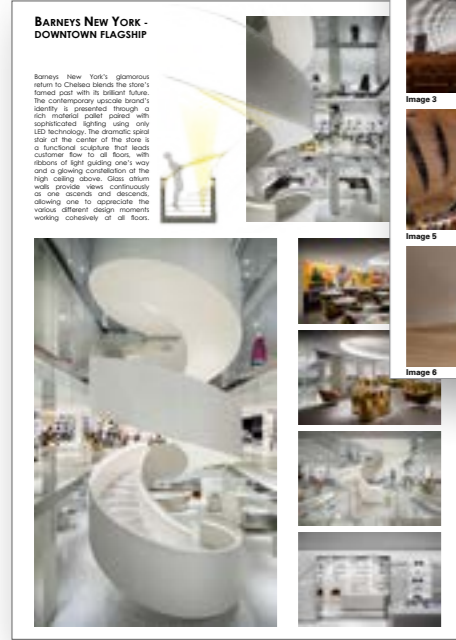 BARNEYS NEW YORK -
DOWNTOWN FLAGSHIP
Barneys New York's glamorous
return to Chelsea blends the store's
famed past with its brilliant future.
The contemporary upscale brand's
identity is presented through a
rich material pallet paired with
sophisticated lighting using only
LED technology. The dramatic spiral
stair at the center of the store is
a functional sculpture that leads
customer flow to all floors, with
ribbons of light guiding one's way
and a glowing constellation at the
high ceiling above. Glass atrium
walls provide views continuously
as one ascends and descends,
allowing one to appreciate the
various different design moments
working cohesively at all floors.
Image 3
Image 5
Image 6